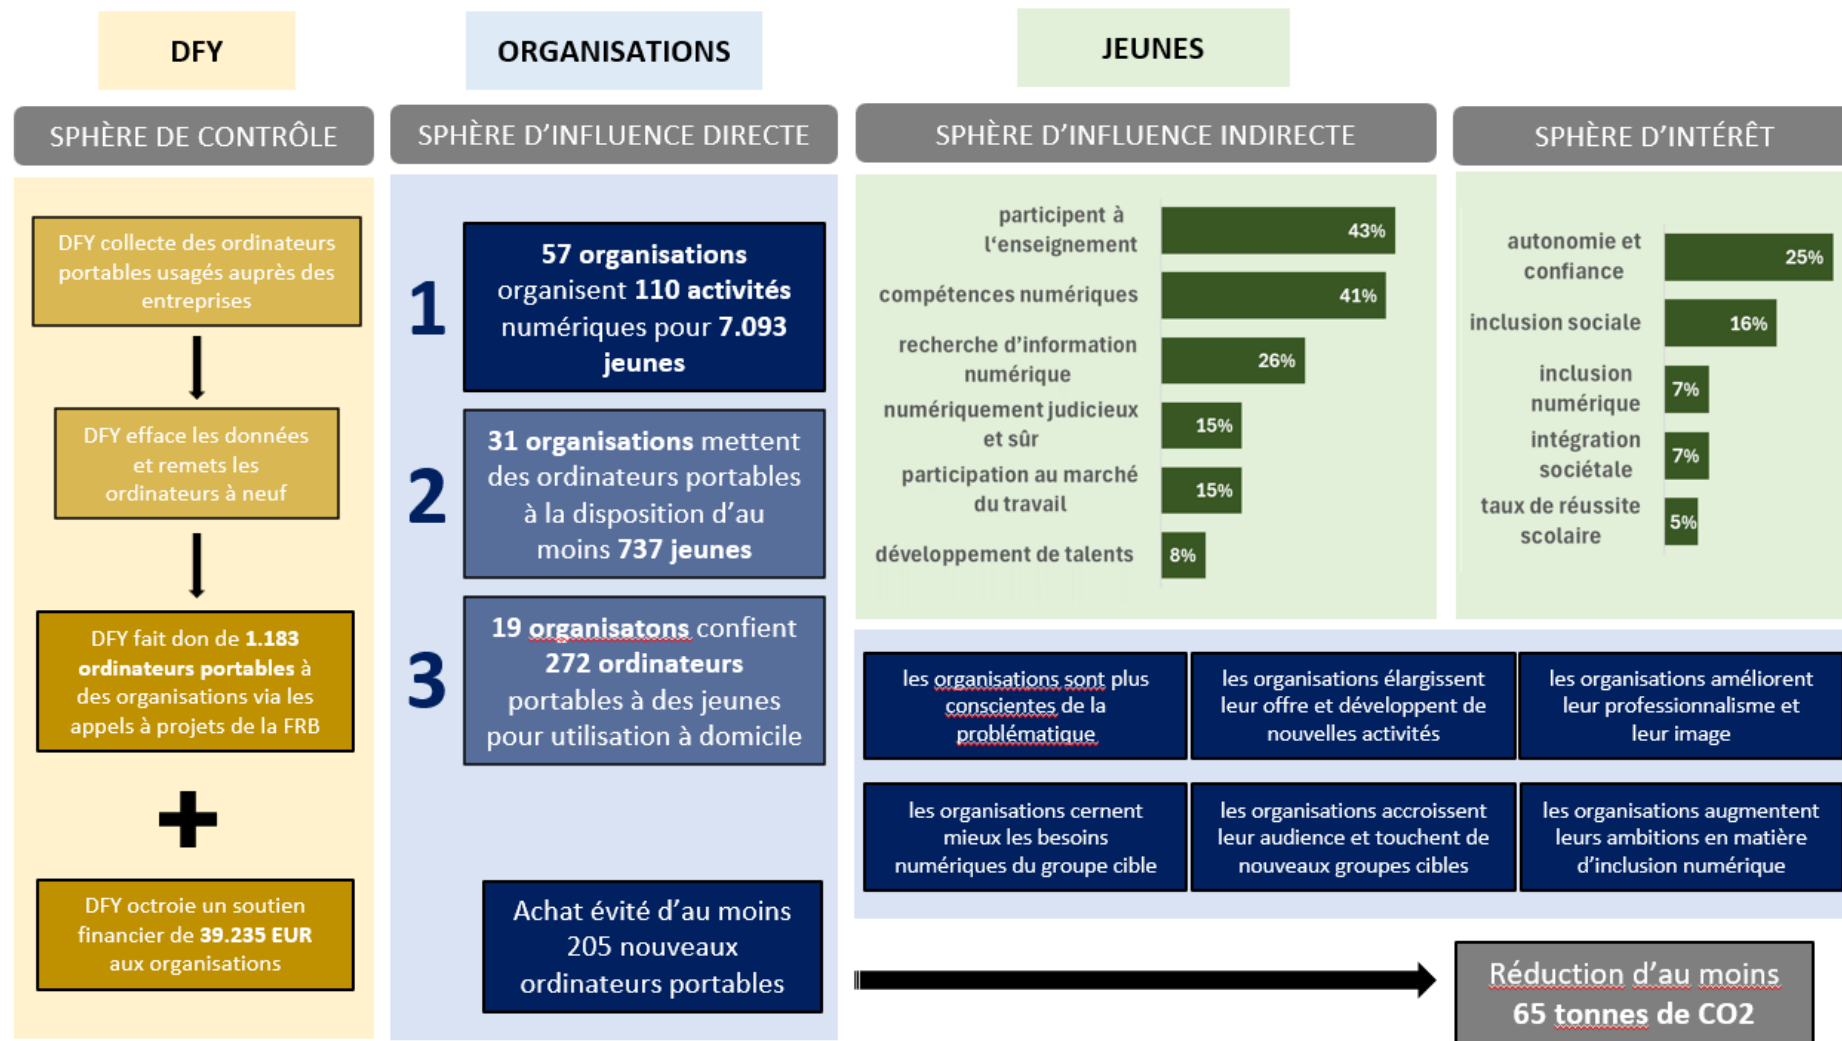 DFY
ORGANISATIONS
JEUNES
SPHÈRE DE CONTRÔLE
SPHÈRE D'INFLUENCE DIRECTE
SPHÈRE D'INFLUENCE INDIRECTE
SPHÈRE D'INTÉRÊT
DFY collecte des ordinateurs
portables usagés auprès des
entreprises
DFY efface les données
et remets les
ordinateurs à neuf
DFY fait don de 1.183
ordinateurs portables à
des organisations via les
appels à projets de la FRB
+
DFY octroie un soutien
financier de 39.235 EUR
aux organisations
1
57 organisations
organisent 110 activités
numériques pour 7.093
jeunes
2
31 organisations mettent
des ordinateurs portables
à la disposition d'au
moins 737 jeunes
3
19 organisatons confient
272 ordinateurs
portables à des jeunes
pour utilisation à domicile
Achat évité d'au moins
205 nouveaux
ordinateurs portables
participent à
l'enseignement
43%
compétences numériques
41%
recherche d'information
numérique
26%
numériquement judicieux
et sûr
15%
participation au marché
du travail
15%
développement de talents
8%
autonomie et
confiance
25%
inclusion sociale
16%
inclusion
numérique
7%
intégration
sociétale
7%
taux de réussite
scolaire
5%
les organisations sont plus
conscientes de la
problématique
les organisations élargissent
leur offre et développent de
nouvelles activités
les organisations améliorent
leur professionnalisme et
leur image
les organisations cernent
mieux les besoins
numériques du groupe cible
les organisations accroissent
leur audience et touchent de
nouveaux groupes cibles
les organisations augmentent
leurs ambitions en matière
d'inclusion numérique
Réduction d'au moins
65 tonnes de CO2